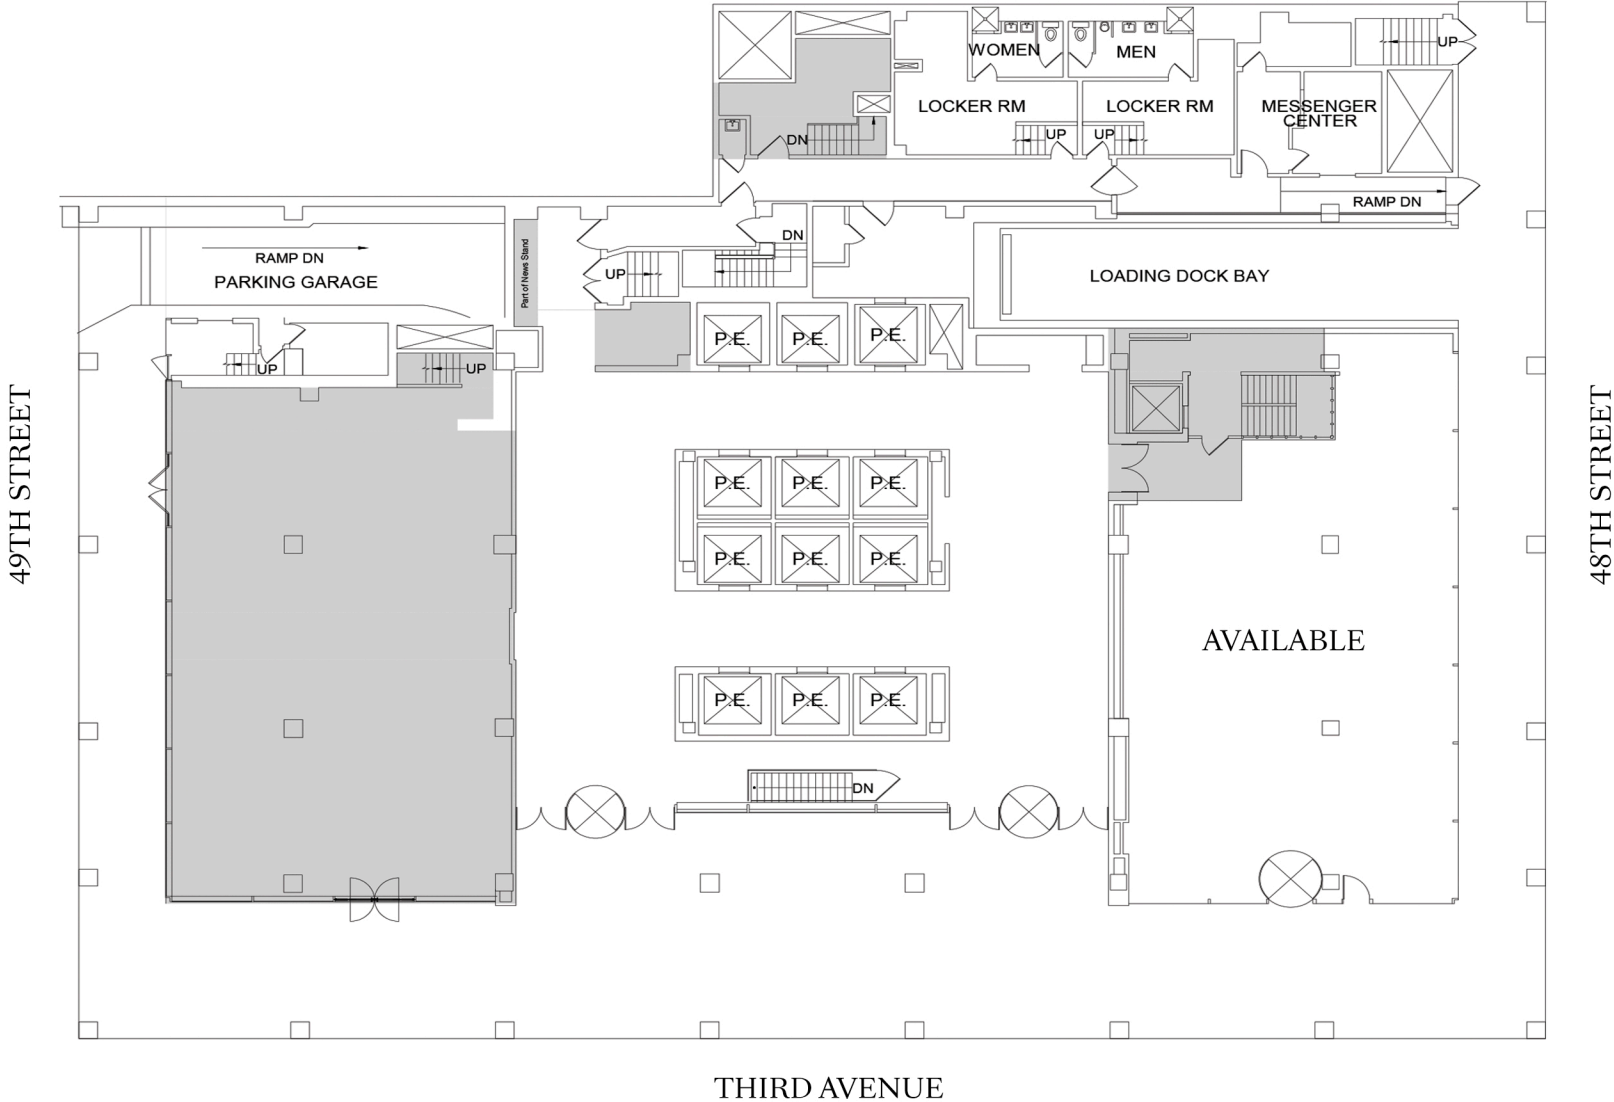 WOMEN
MEN
UP
LOCKER RM
LOCKER RM
MESSENGER
CENTER
DN
UP
UP
RAMP DN
DN
Part of News Stand
RAMP DN
PARKING GARAGE
UP
LOADING DOCK BAY
P.E.
P.E.
P.E.
UP
UP
49TH STREET
48TH STREET
P.E.
P.E.
P.E.
P.E.
P.E.
P.E.
AVAILABLE
P.E.
P.E.
P.E.
DN
THIRD AVENUE